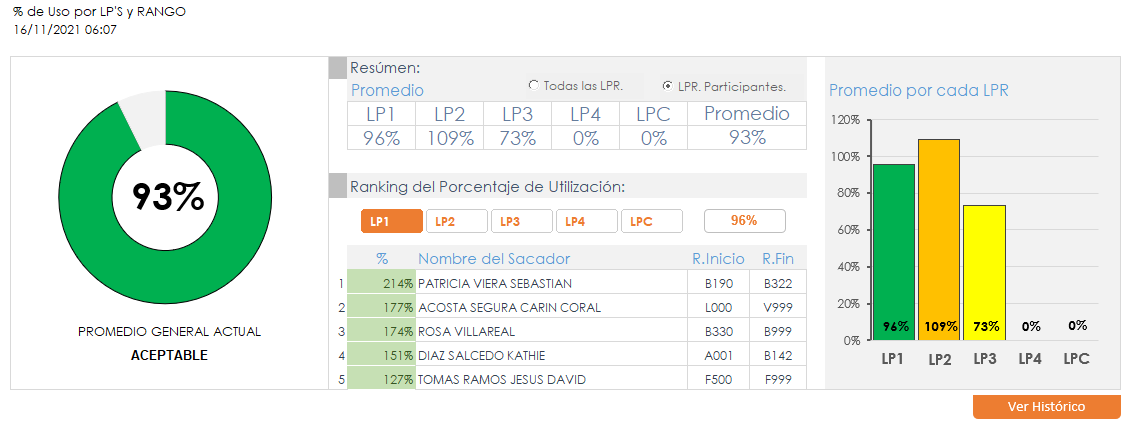 % de Uso por LP'S y RANGO
16/11/2021 06:07
93%
PROMEDIO GENERAL ACTUAL
ACEPTABLE
Resúmen:
Promedio
Todas las LPR.
LPR. Participantes.
LP1 LP2 LP3 LP4 LPC Promedio
96% 109% 73% 0% 0% 93%
Ranking del Porcentaje de Utilización:
LP1 LP2 LP3 LP4 LPC 96%
% Nombre del Sacador R.Inicio R.Fin
1 214% PATRICIA VIERA SEBASTIAN B190 B322
2 177% ACOSTA SEGURA CARIN CORAL L000 V999
3 174% ROSA VILLAREAL B330 B999
4 151% DIAZ SALCEDO KATHIE A001 B142
5 127% TOMAS RAMOS JESUS DAVID F500 F999
Promedio por cada LPR
120%
100%
80%
60%
40%
20%
0%
96% 109% 73% 0% 0%
LP1 LP2 LP3 LP4 LPC
Ver Histórico